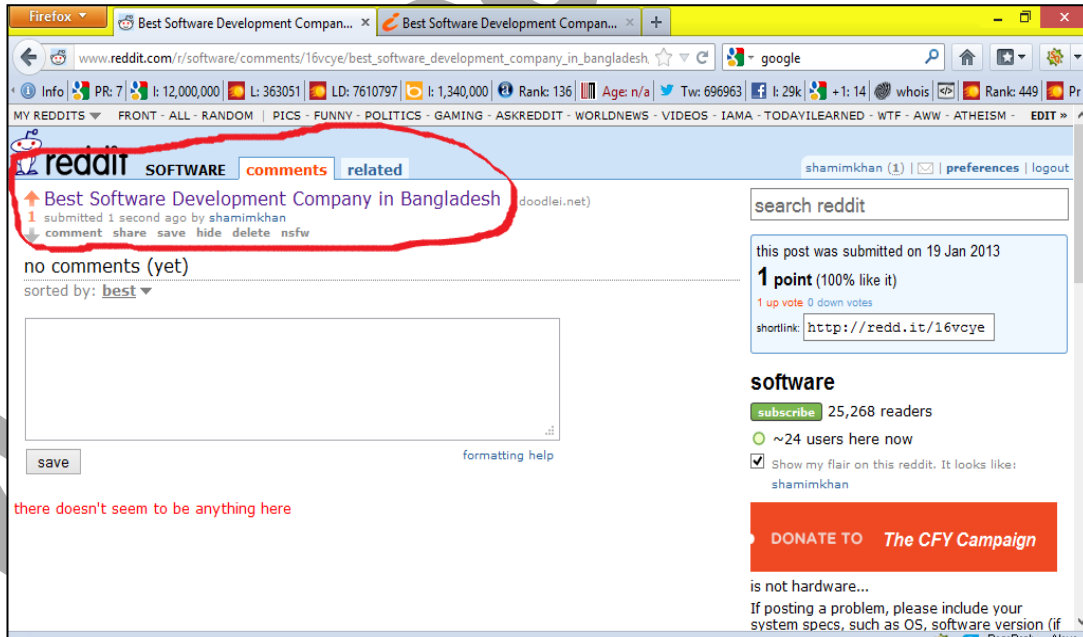 Firefox
Best Software Development Compan... ×
Best Software Development Compan... ×
www.reddit.com/r/software/comments/16vcye/best_software_development_company_in_bangladesh,
google
Info PR: 7 I: 12,000,000 L: 363051 LD: 7610797 I: 1,340,000 Rank: 136 Age: n/a Tw: 696963 I: 29k +1: 14 whois Rank: 449 Pr
MY REDDITS FRONT - ALL - RANDOM | PICS - FUNNY - POLITICS - GAMING - ASKREDDIT - WORLDNEWS - VIDEOS - IAMA - TODAYILEARNED - WTF - AWW - ATHEISM - EDIT »
reddit SOFTWARE comments related
shamimkhan (1) | preferences | logout
Best Software Development Company in Bangladesh doodlei.net)
1 submitted 1 second ago by shamimkhan
comment share save hide delete nsfw
no comments (yet)
sorted by: best
save
formatting help
there doesn't seem to be anything here
search reddit
this post was submitted on 19 Jan 2013
1 point (100% like it)
1 up vote 0 down votes
shortlink: http://redd.it/16vcye
software
subscribe 25,268 readers
~24 users here now
Show my flair on this reddit. It looks like:
shamimkhan
DONATE TO The CFY Campaign
is not hardware...
If posting a problem, please include your
system specs, such as OS, software version (if